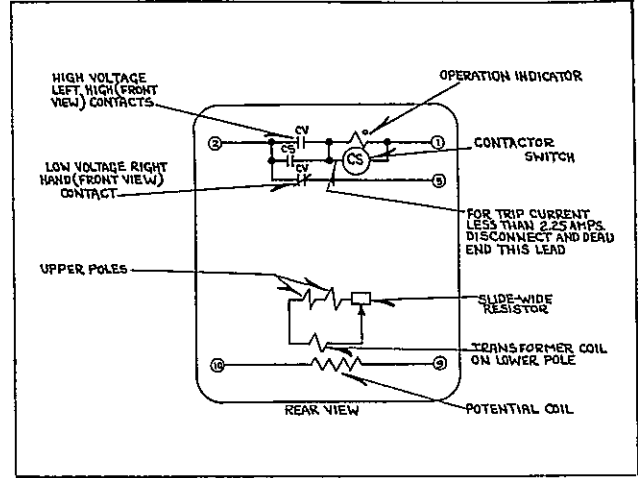 HIGH VOLTAGE
LEFT, HIGH (FRONT
VIEW) CONTACTS
OPERATION INDICATOR
CV
2
1
CS
CS
CONTACTOR
SWITCH
LOW VOLTAGE RIGHT
HAND (FRONT VIEW)
CONTACT
CV
5
FOR TRIP CURRENT
LESS THAN 2.25 AMPS.
DISCONNECT AND DEAD
END THIS LEAD
UPPER POLES
SLIDE-WIDE
RESISTOR
TRANSFORMER COIL
ON LOWER POLE
10
9
REAR VIEW
POTENTIAL COIL